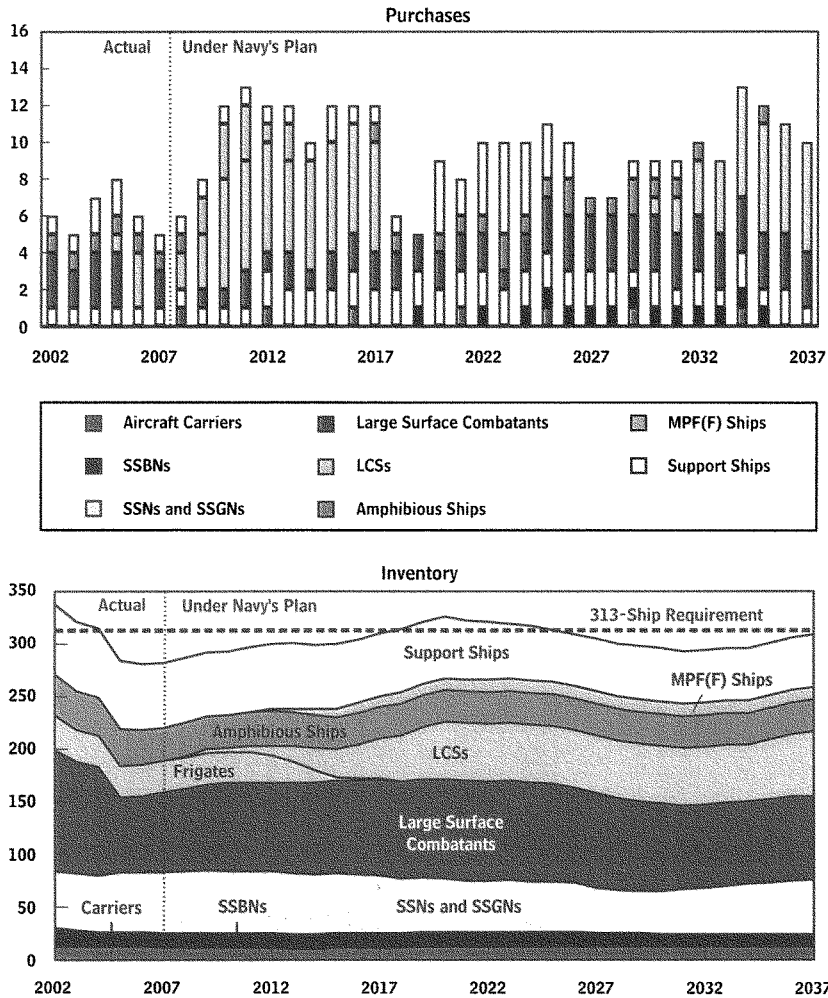 Purchases
16
14
12
10
8
6
4
2
0
Actual
Under Navy's Plan
2002
2007
2012
2017
2022
2027
2032
2037
Aircraft Carriers
Large Surface Combatants
MPF(F) Ships
SSBNs
LCSs
Support Ships
SSNs and SSGNs
Amphibious Ships
Inventory
350
300
250
200
150
100
50
0
Actual
Under Navy's Plan
313-Ship Requirement
Support Ships
MPF(F) Ships
Amphibious Ships
LCSs
Frigates
Large Surface
Combatants
Carriers
SSBNs
SSNs and SSGNs
2002
2007
2012
2017
2022
2027
2032
2037